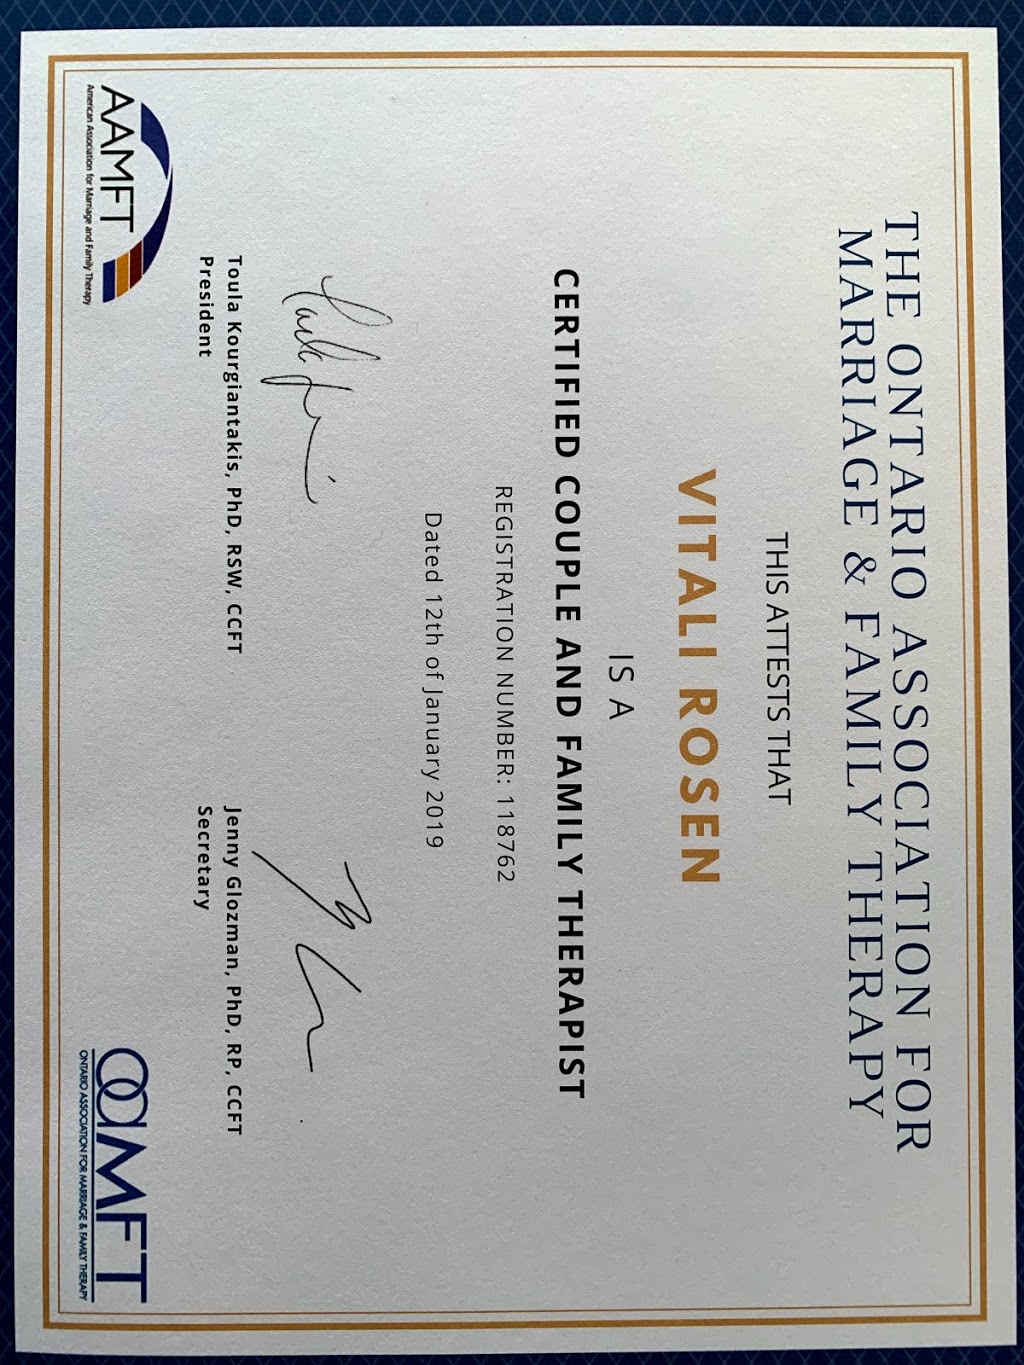 THE ONTARIO ASSOCIATION FOR
MARRIAGE & FAMILY THERAPY
THIS ATTESTS THAT
VITALI ROSEN
IS A
CERTIFIED COUPLE AND FAMILY THERAPIST
REGISTRATION NUMBER: 118762
Dated 12th of January 2019
Toula Kourgiantakis, PhD, RSW, CCFT
President
Jenny Glozman, PhD, RP, CCFT
Secretary
AAMFT
American Association for Marriage and Family Therapy
OAMFT
ONTARIO ASSOCIATION FOR MARRIAGE & FAMILY THERAPY